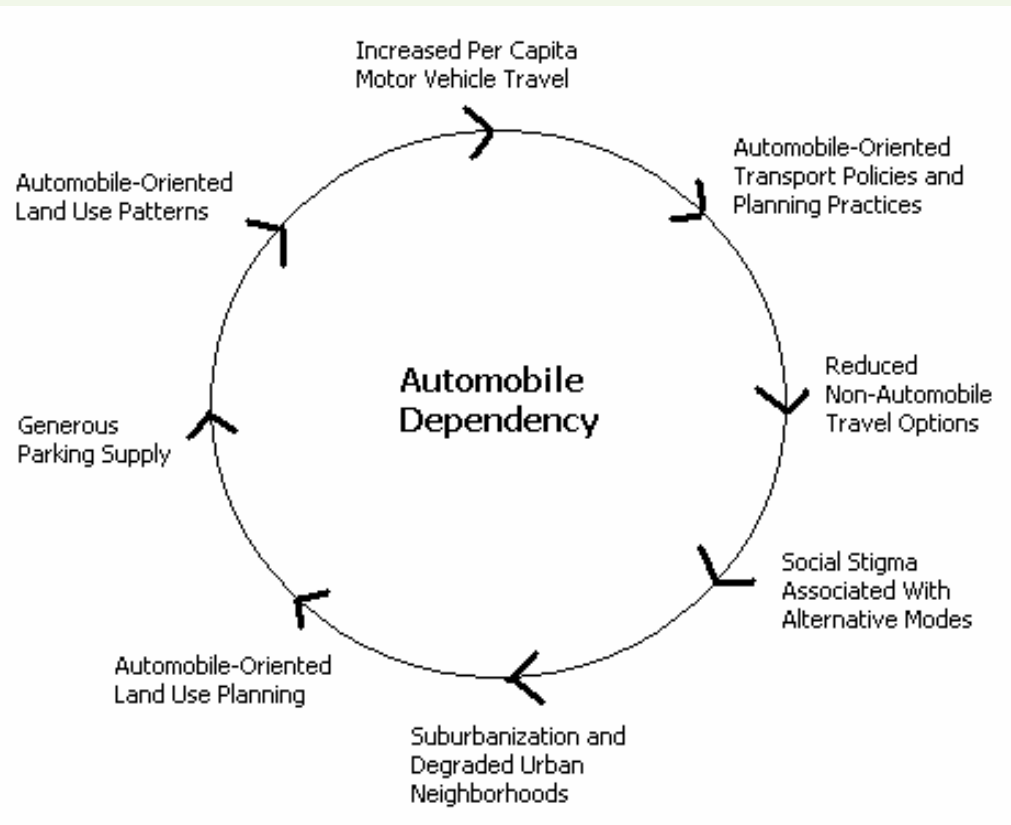 Increased Per Capita
Motor Vehicle Travel
Automobile-Oriented
Transport Policies and
Planning Practices
Reduced
Non-Automobile
Travel Options
Social Stigma
Associated With
Alternative Modes
Suburbanization and
Degraded Urban
Neighborhoods
Automobile-Oriented
Land Use Planning
Generous
Parking Supply
Automobile-Oriented
Land Use Patterns
Automobile
Dependency